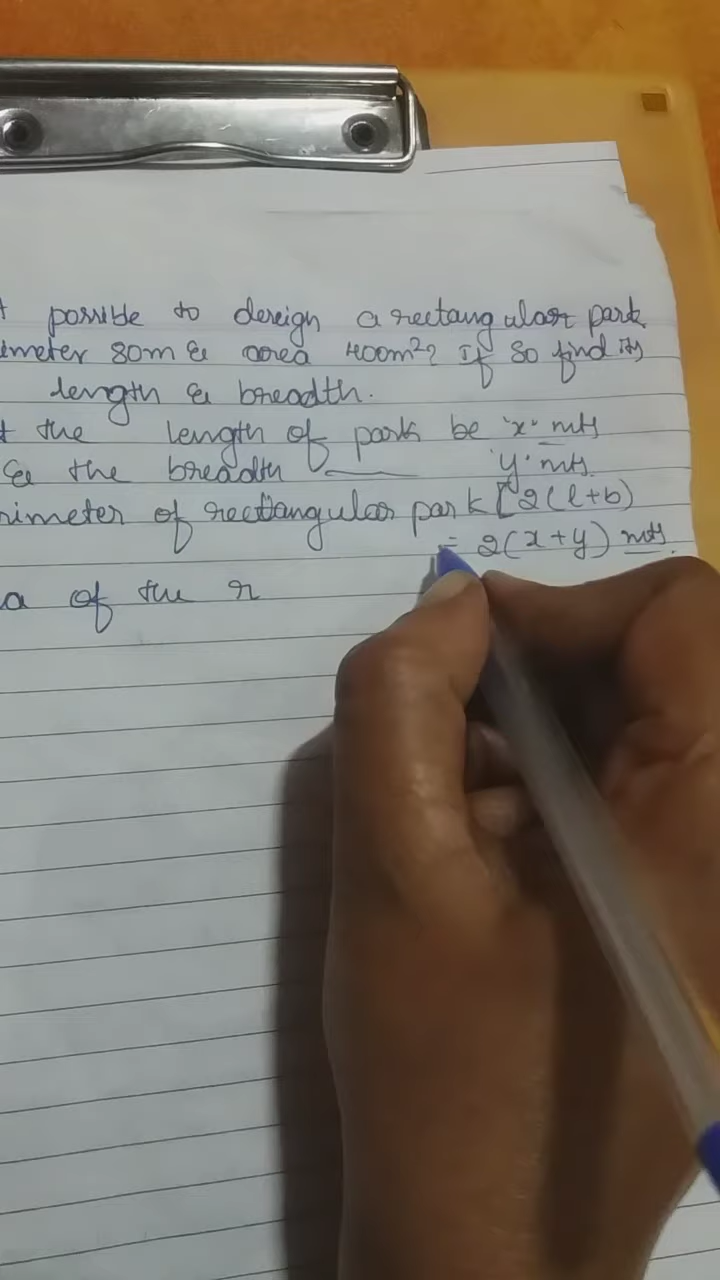 possible to dereign a rectangular park
imeter 80m & area 400m²? If so find its
length & breadth.
the length of park be 'x' mts
& the breadth ——— 'y' mts.
rimeter of rectangular park [2(l+b)
= 2(x+y) mts.
a of the r